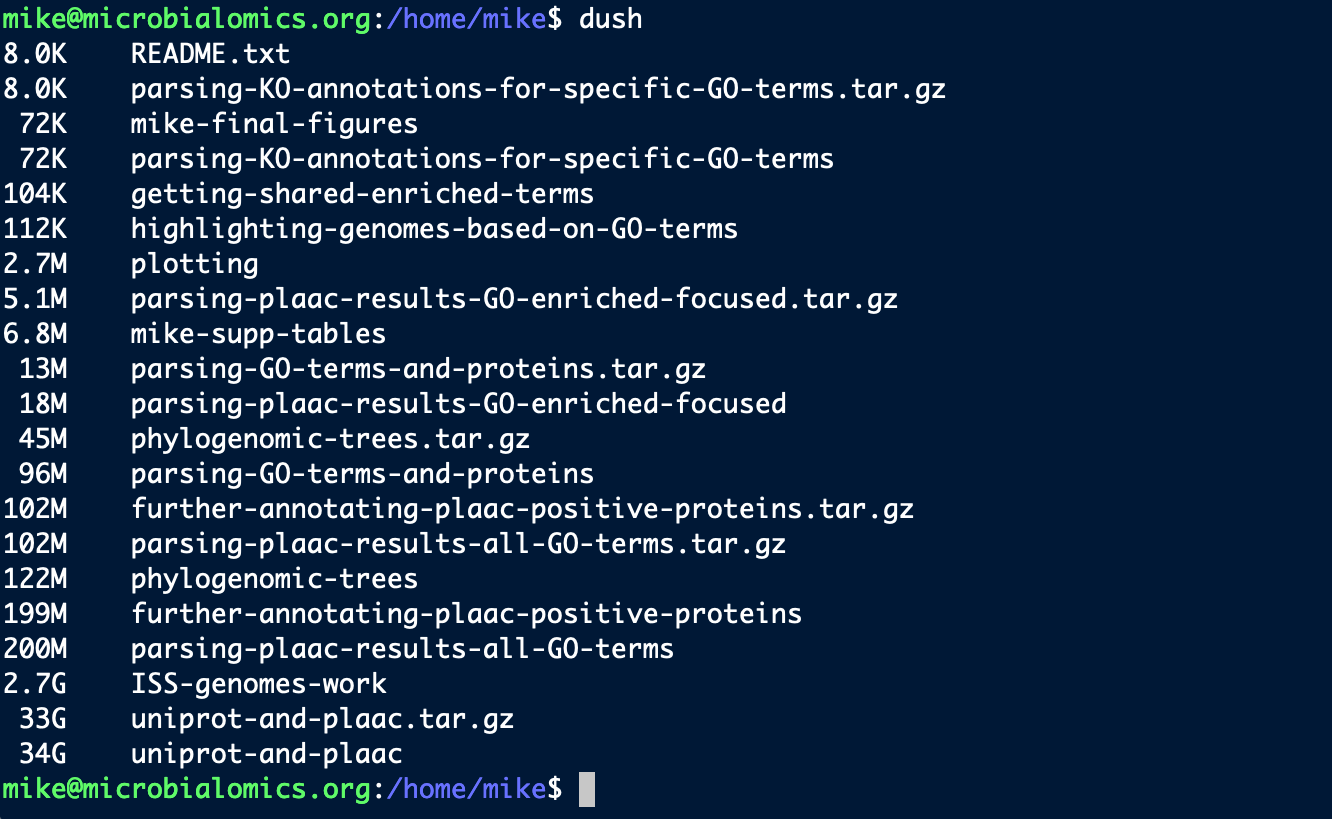 mike@microbialomics.org:/home/mike$ dush
8.0K    README.txt
8.0K    parsing-KO-annotations-for-specific-GO-terms.tar.gz
 72K    mike-final-figures
 72K    parsing-KO-annotations-for-specific-GO-terms
104K    getting-shared-enriched-terms
112K    highlighting-genomes-based-on-GO-terms
2.7M    plotting
5.1M    parsing-plaac-results-GO-enriched-focused.tar.gz
6.8M    mike-supp-tables
 13M    parsing-GO-terms-and-proteins.tar.gz
 18M    parsing-plaac-results-GO-enriched-focused
 45M    phylogenomic-trees.tar.gz
 96M    parsing-GO-terms-and-proteins
102M    further-annotating-plaac-positive-proteins.tar.gz
102M    parsing-plaac-results-all-GO-terms.tar.gz
122M    phylogenomic-trees
199M    further-annotating-plaac-positive-proteins
200M    parsing-plaac-results-all-GO-terms
2.7G    ISS-genomes-work
 33G    uniprot-and-plaac.tar.gz
 34G    uniprot-and-plaac
mike@microbialomics.org:/home/mike$